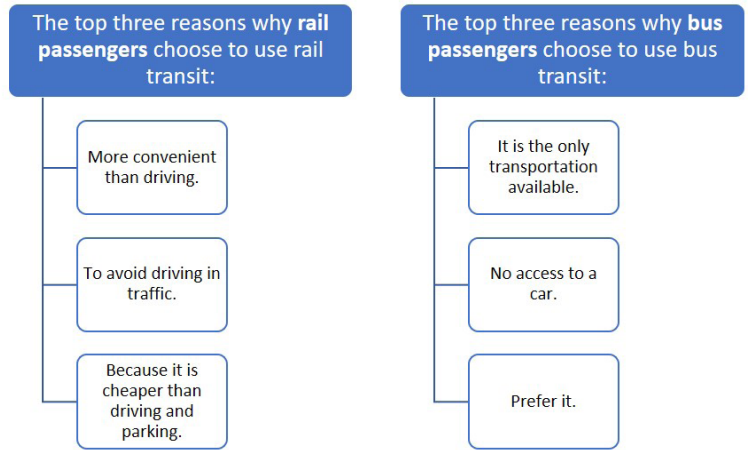 The top three reasons why rail
passengers choose to use rail
transit:
More convenient
than driving.
To avoid driving in
traffic.
Because it is
cheaper than
driving and
parking.
The top three reasons why bus
passengers choose to use bus
transit:
It is the only
transportation
available.
No access to a
car.
Prefer it.